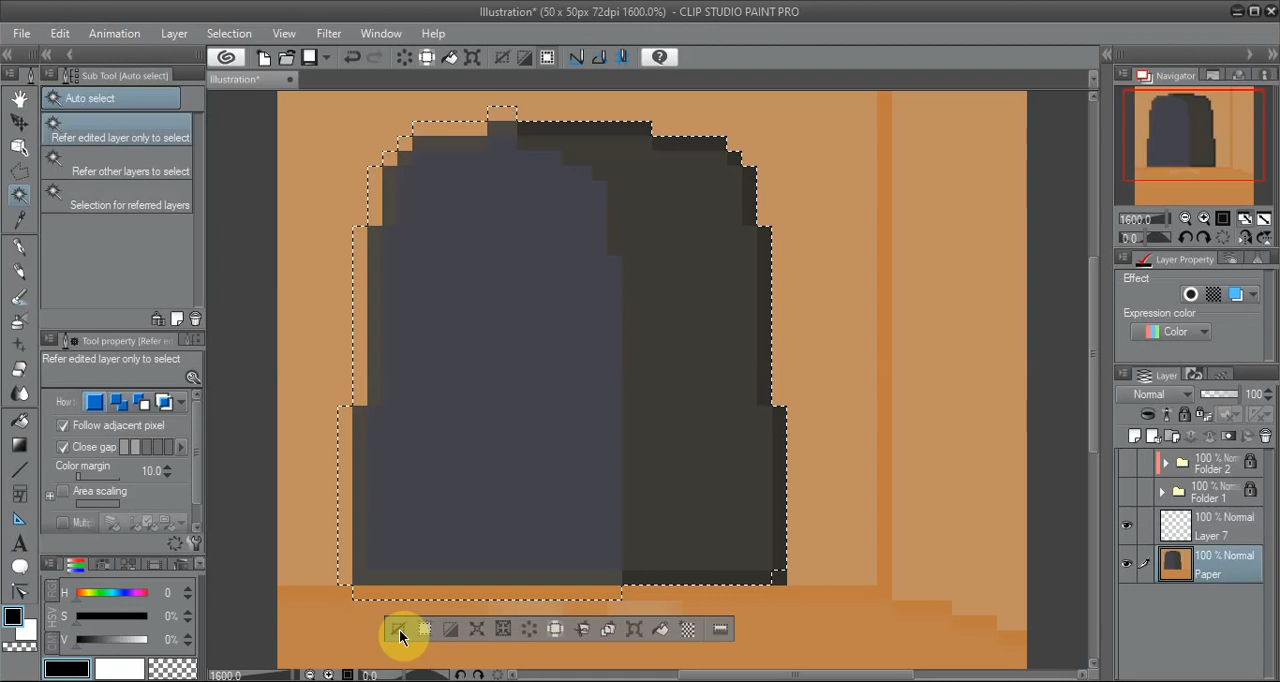 Illustration* (50 x 50px 72dpi 1600.0%) - CLIP STUDIO PAINT PRO
File Edit Animation Layer Selection View Filter Window Help
Sub Tool [Auto select]
Illustration*
Navigator
Auto select
Refer edited layer only to select
Refer other layers to select
Selection for referred layers
1600.0
0.0
Layer Property
Effect
Expression color
Color
Tool property [Refer ed
Refer edited layer only to select
How t
Follow adjacent pixel
Close gap
Color margin
10.0
Area scaling
Multip
Layer
Normal
100
100 % Norm
Folder 2
100 % Norm
Folder 1
100 % Normal
Layer 7
100 % Normal
Paper
H 0
S 0%
V 0%
1600.0
0.0